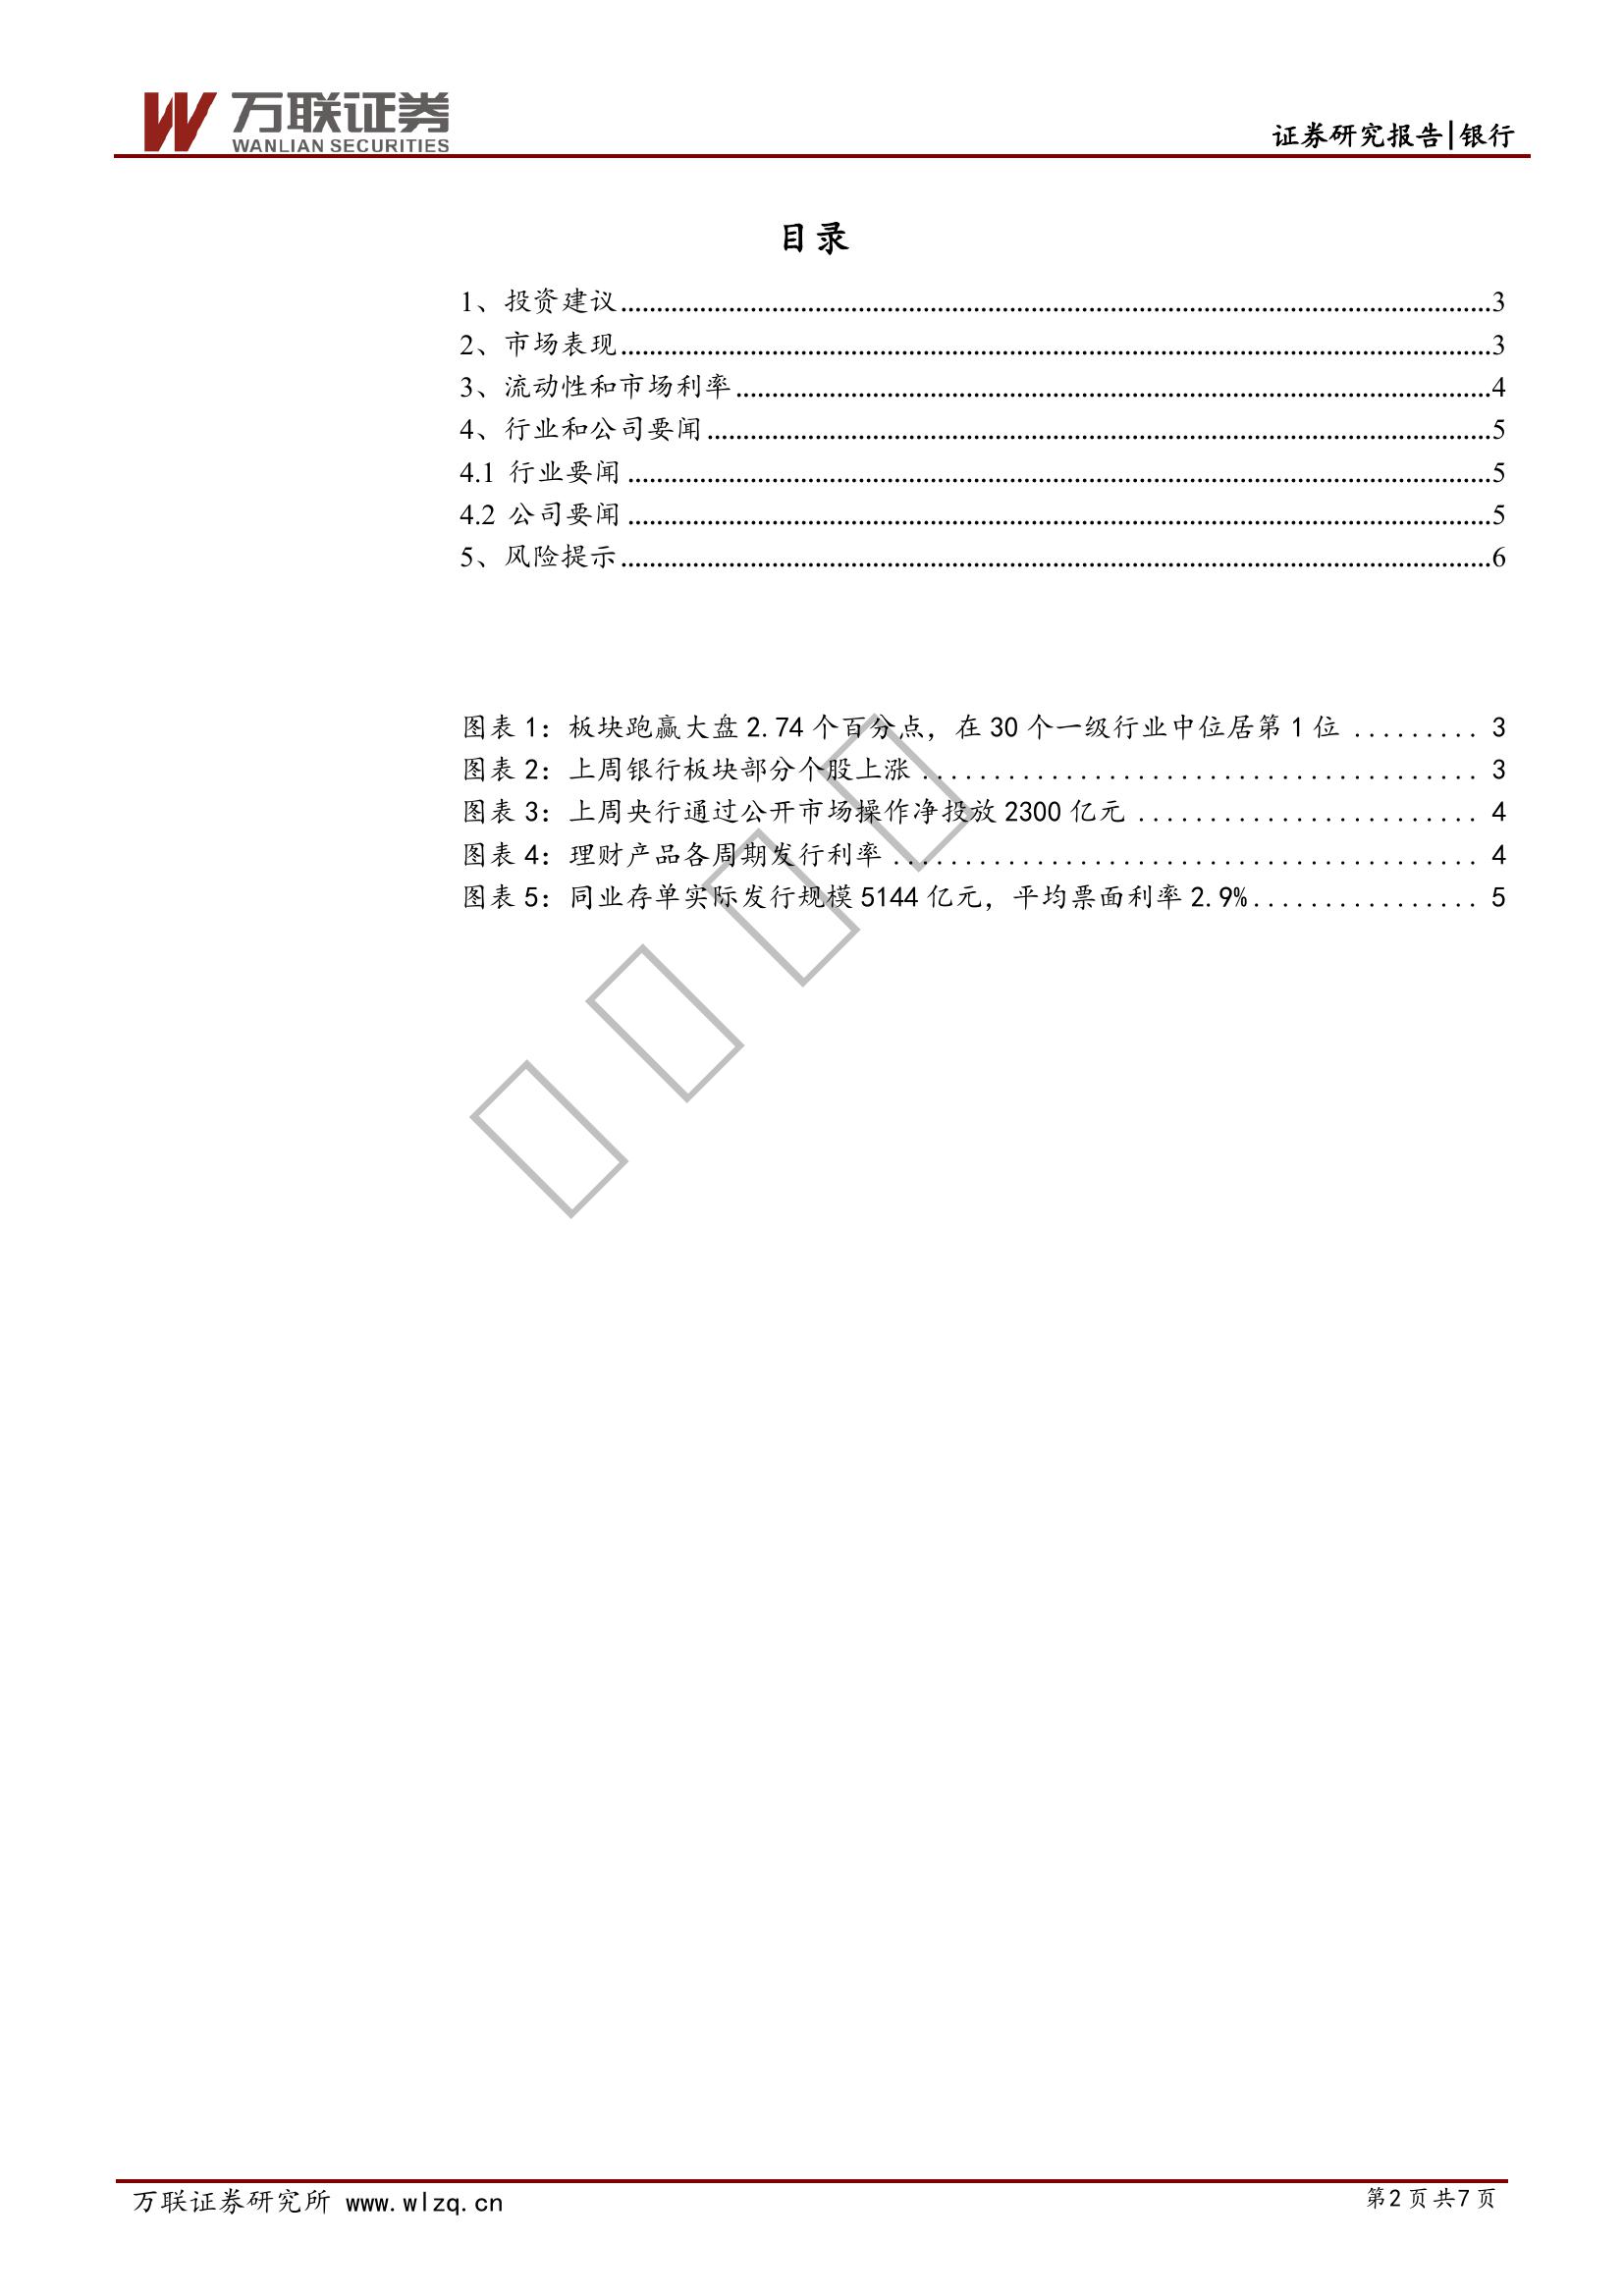 万联证券
WANLIAN SECURITIES
证券研究报告|银行
目录
1、投资建议........................3
2、市场表现........................3
3、流动性和市场利率........................4
4、行业和公司要闻........................5
4.1 行业要闻........................5
4.2 公司要闻........................5
5、风险提示........................6
图表 1：板块跑赢大盘 2.74 个百分点，在 30 个一级行业中位居第 1 位 ......... 3
图表 2：上周银行板块部分个股上涨 ........................ 3
图表 3：上周央行通过公开市场操作净投放 2300 亿元 ........................ 4
图表 4：理财产品各周期发行利率 ........................ 4
图表 5：同业存单实际发行规模 5144 亿元，平均票面利率 2.9%................ 5
万联证券研究所 www.wlzq.cn
第 2 页 共 7 页